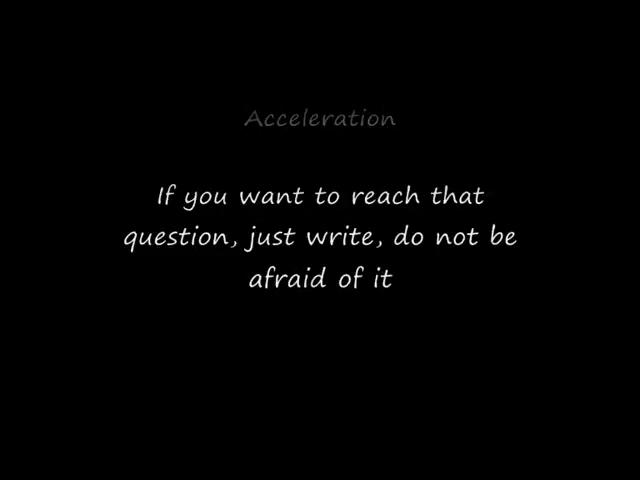 Acceleration
If you want to reach that
question, just write, do not be
afraid of it